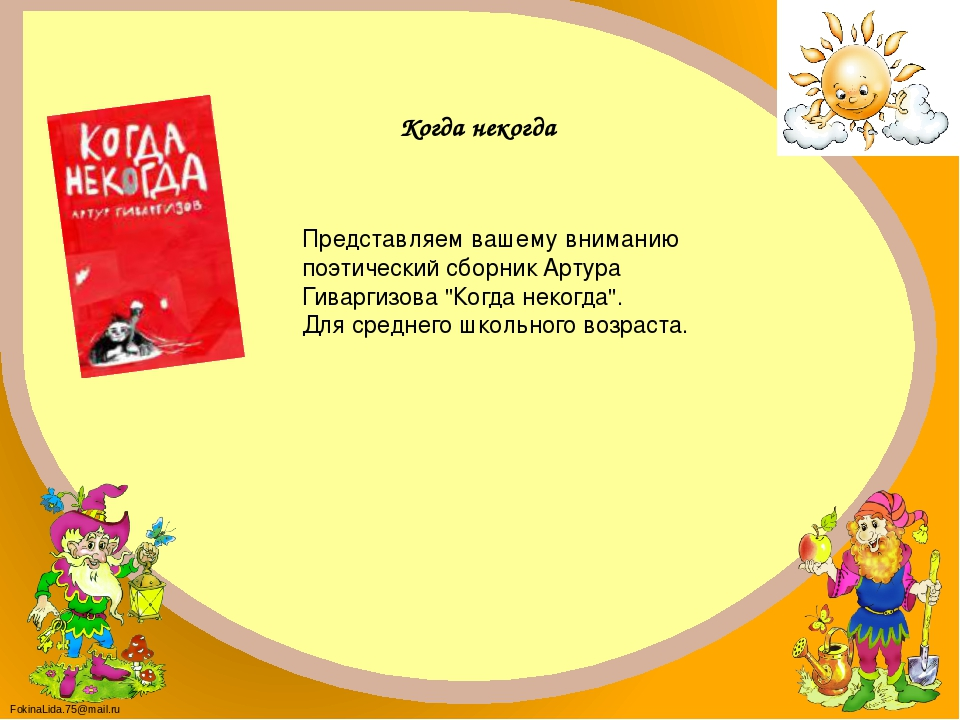 Когда некогда
КОГДА
НЕКОГДА
АРТУР ГИВАРГИЗОВ
Представляем вашему вниманию
поэтический сборник Артура
Гиваргизова "Когда некогда".
Для среднего школьного возраста.
FokinaLida.75@mail.ru